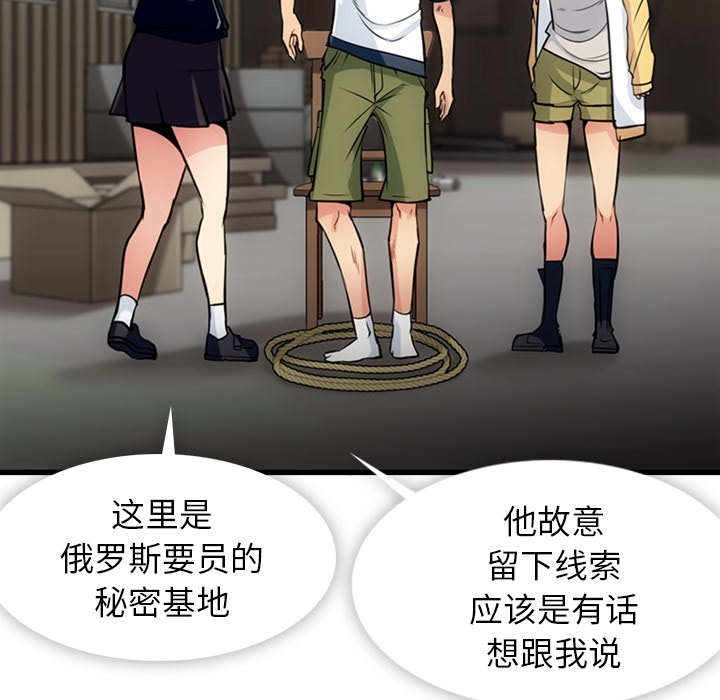 这里是
俄罗斯要员的
秘密基地
他故意
留下线索
应该是有话
想跟我说